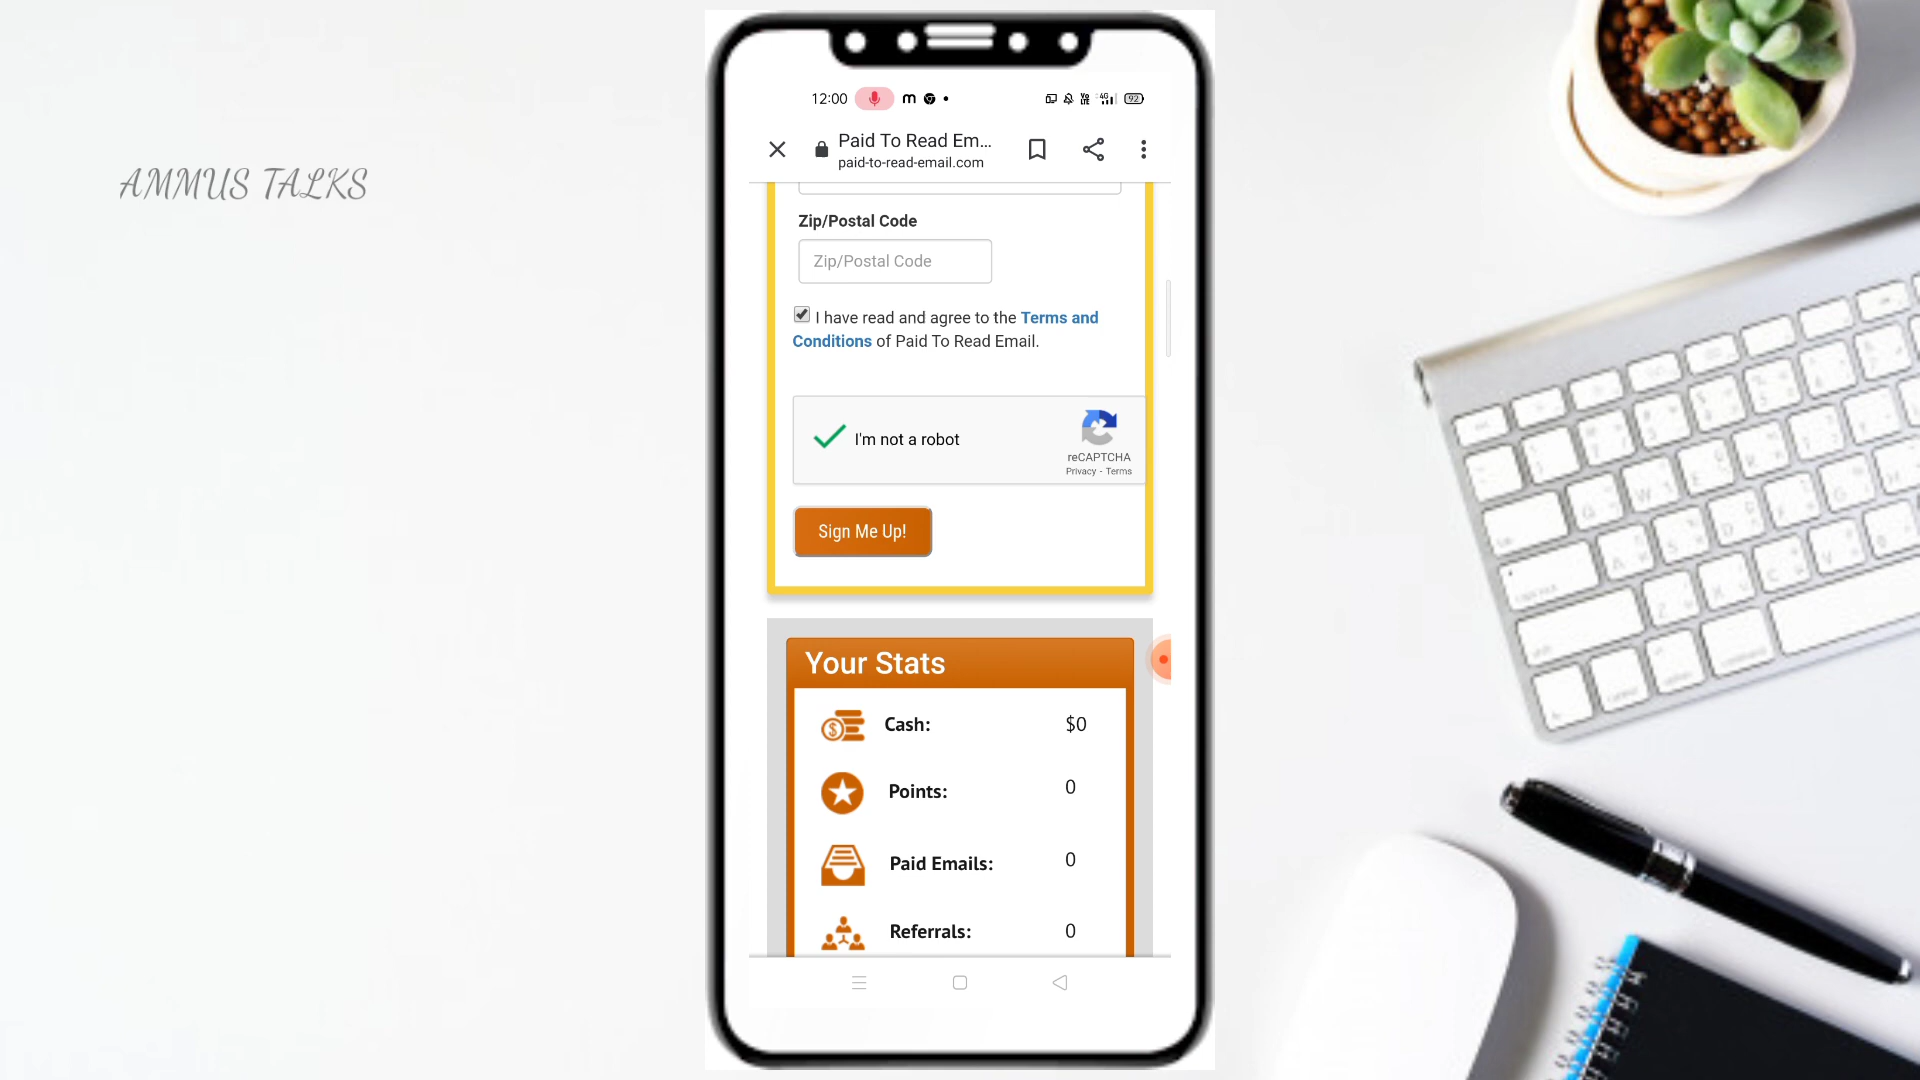 AMMUS TALKS
12:00
92
Paid To Read Em...
paid-to-read-email.com
Zip/Postal Code
Zip/Postal Code
I have read and agree to the Terms and
Conditions of Paid To Read Email.
I'm not a robot
reCAPTCHA
Privacy - Terms
Sign Me Up!
Your Stats
Cash: $0
Points: 0
Paid Emails: 0
Referrals: 0